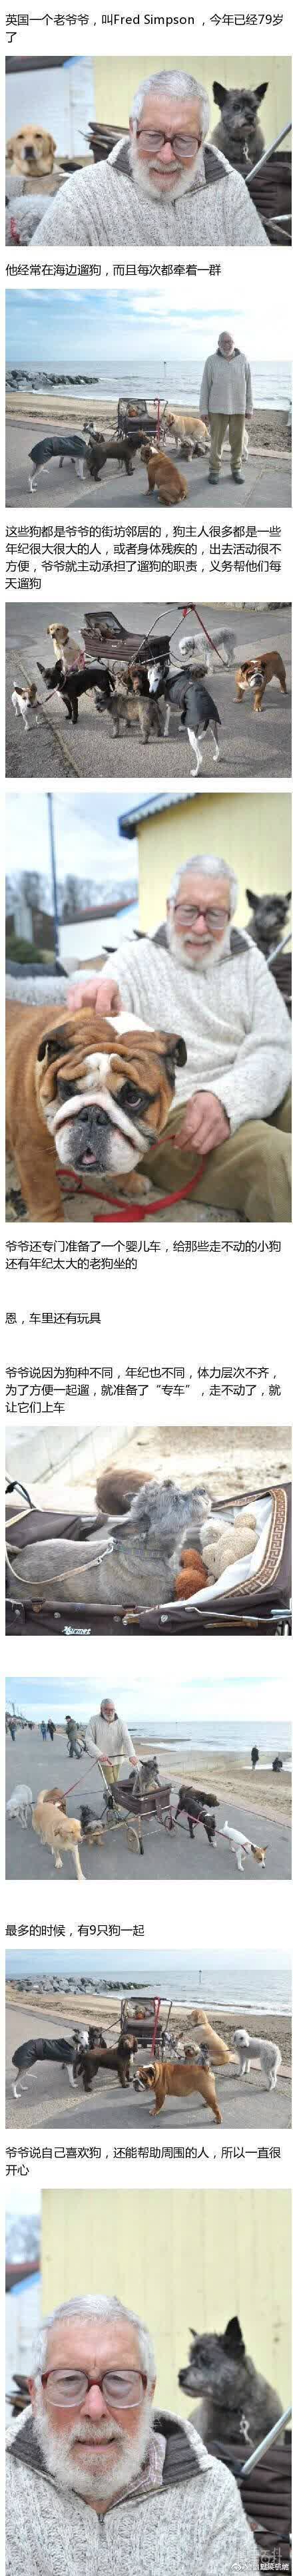 英国一个老爷爷，叫Fred Simpson ，今年已经79岁
了
他经常在海边遛狗，而且每次都牵着一群
这些狗都是爷爷的街坊邻居的，狗主人很多都是一些
年纪很大很大的人，或者身体残疾的，出去活动很不
方便，爷爷就主动承担了遛狗的职责，义务帮他们每
天遛狗
爷爷还专门准备了一个婴儿车，给那些走不动的小狗
还有年纪太大的老狗坐的
恩，车里还有玩具
爷爷说因为狗种不同，年纪也不同，体力层次不齐，
为了方便一起遛，就准备了“专车”，走不动了，就
让它们上车
最多的时候，有9只狗一起
爷爷说自己喜欢狗，还能帮助周围的人，所以一直很
开心